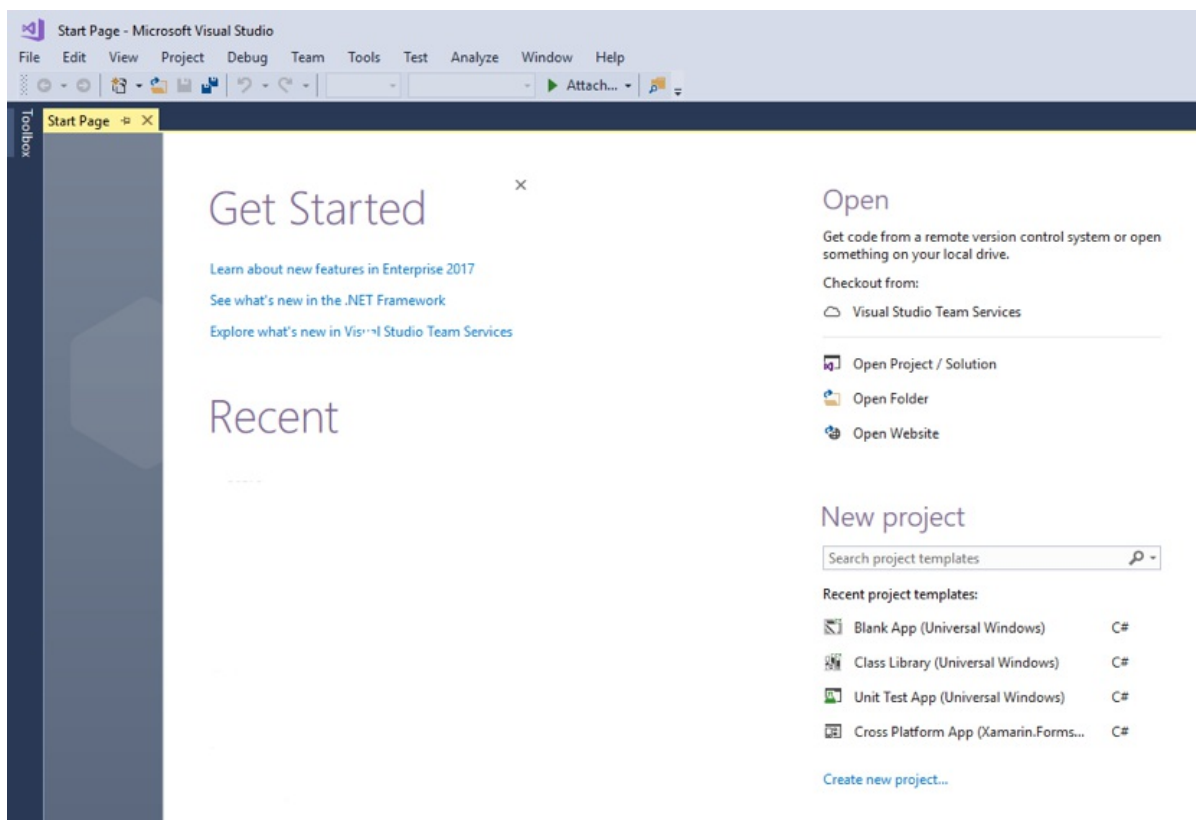 Start Page - Microsoft Visual Studio
File Edit View Project Debug Team Tools Test Analyze Window Help
Attach...
Toolbox
Start Page
Get Started
Learn about new features in Enterprise 2017
See what's new in the .NET Framework
Explore what's new in Visual Studio Team Services
Recent
Open
Get code from a remote version control system or open
something on your local drive.
Checkout from:
Visual Studio Team Services
Open Project / Solution
Open Folder
Open Website
New project
Search project templates
Recent project templates:
Blank App (Universal Windows) C#
Class Library (Universal Windows) C#
Unit Test App (Universal Windows) C#
Cross Platform App (Xamarin.Forms... C#
Create new project...